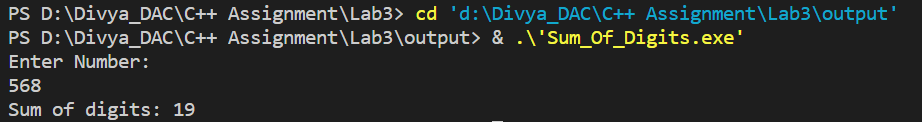 PS D:\Divya_DAC\C++ Assignment\Lab3> cd 'd:\Divya_DAC\C++ Assignment\Lab3\output'
PS D:\Divya_DAC\C++ Assignment\Lab3\output> & .\'Sum_Of_Digits.exe'
Enter Number:
568
Sum of digits: 19